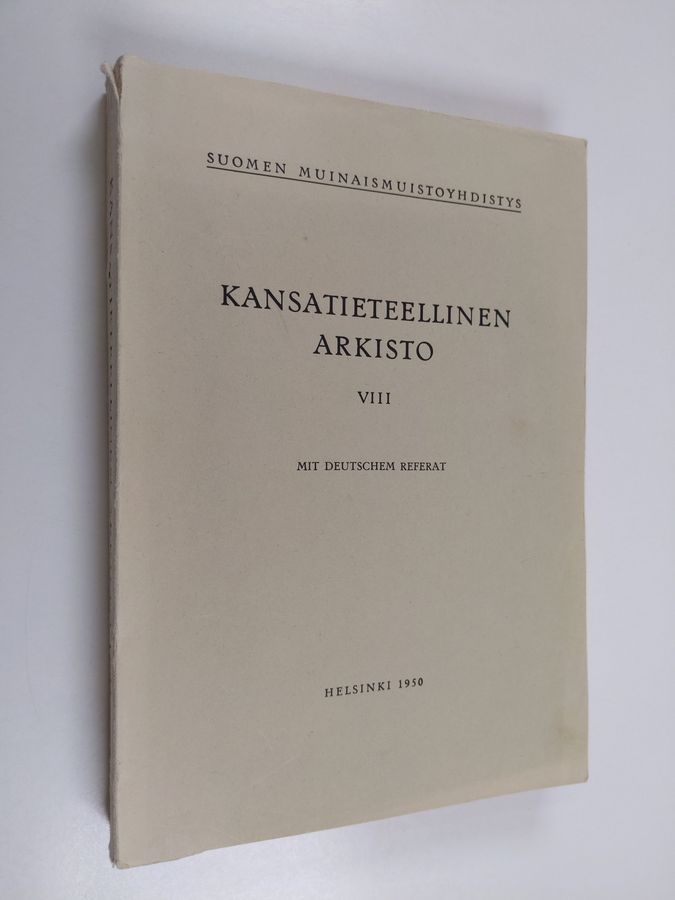 SUOMEN MUINAISMUISTOYHDISTYS
KANSATIETEELLINEN
ARKISTO
VIII
MIT DEUTSCHEM REFERAT
HELSINKI 1950